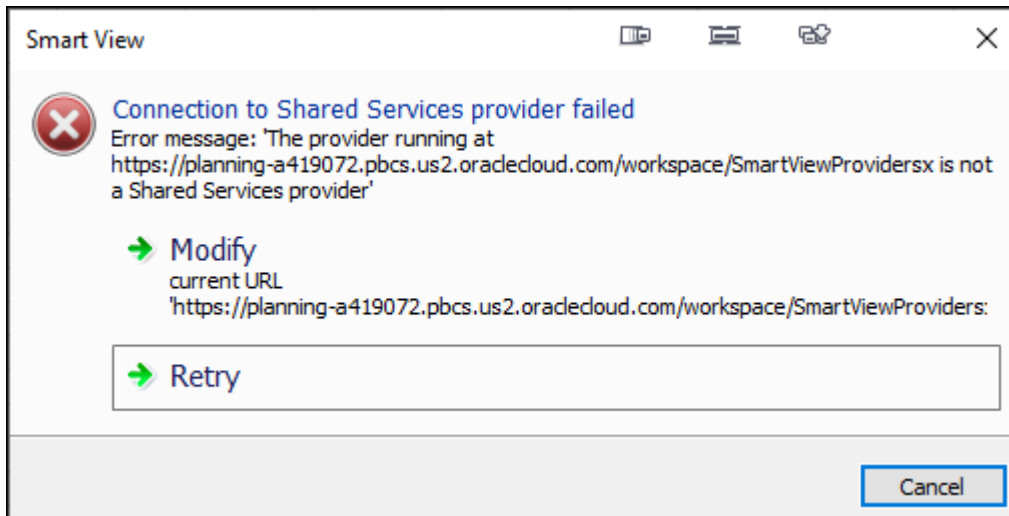 Smart View
Connection to Shared Services provider failed
Error message: 'The provider running at
https://planning-a419072.pbcs.us2.oraclecloud.com/workspace/SmartViewProvidersx is not
a Shared Services provider'
Modify
current URL
'https://planning-a419072.pbcs.us2.oraclecloud.com/workspace/SmartViewProviders:
Retry
Cancel